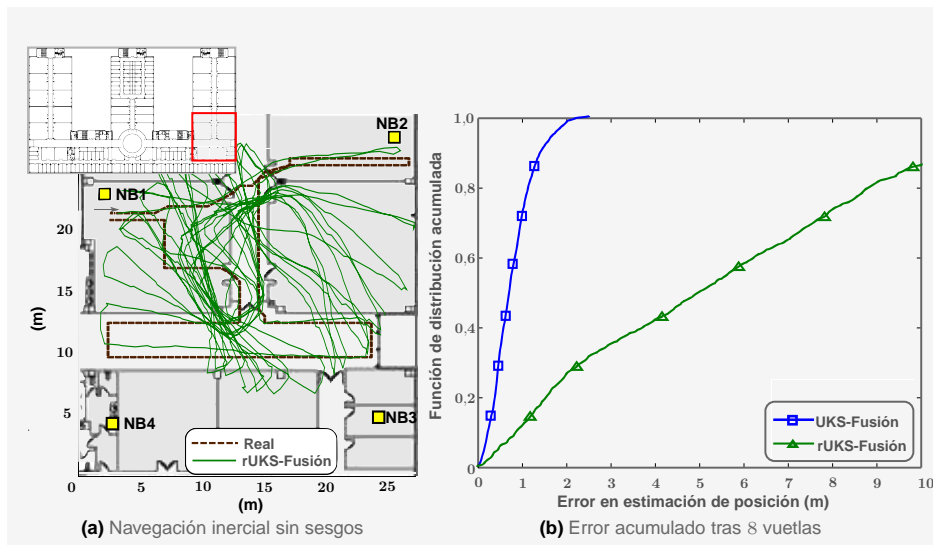 NB2
NB1
20
15
10
5
(m)
NB4
NB3
Real
rUKS-Fusión
0
5
10
15
20
25
(m)
(a) Navegación inercial sin sesgos
Función de distribución acumulada
1,0
0.8
0.6
0.4
0,2
0
UKS-Fusión
rUKS-Fusión
0 1 2 3 4 5 6 7 8 9 10
Error en estimación de posición (m)
(b) Error acumulado tras 8 vuetlas